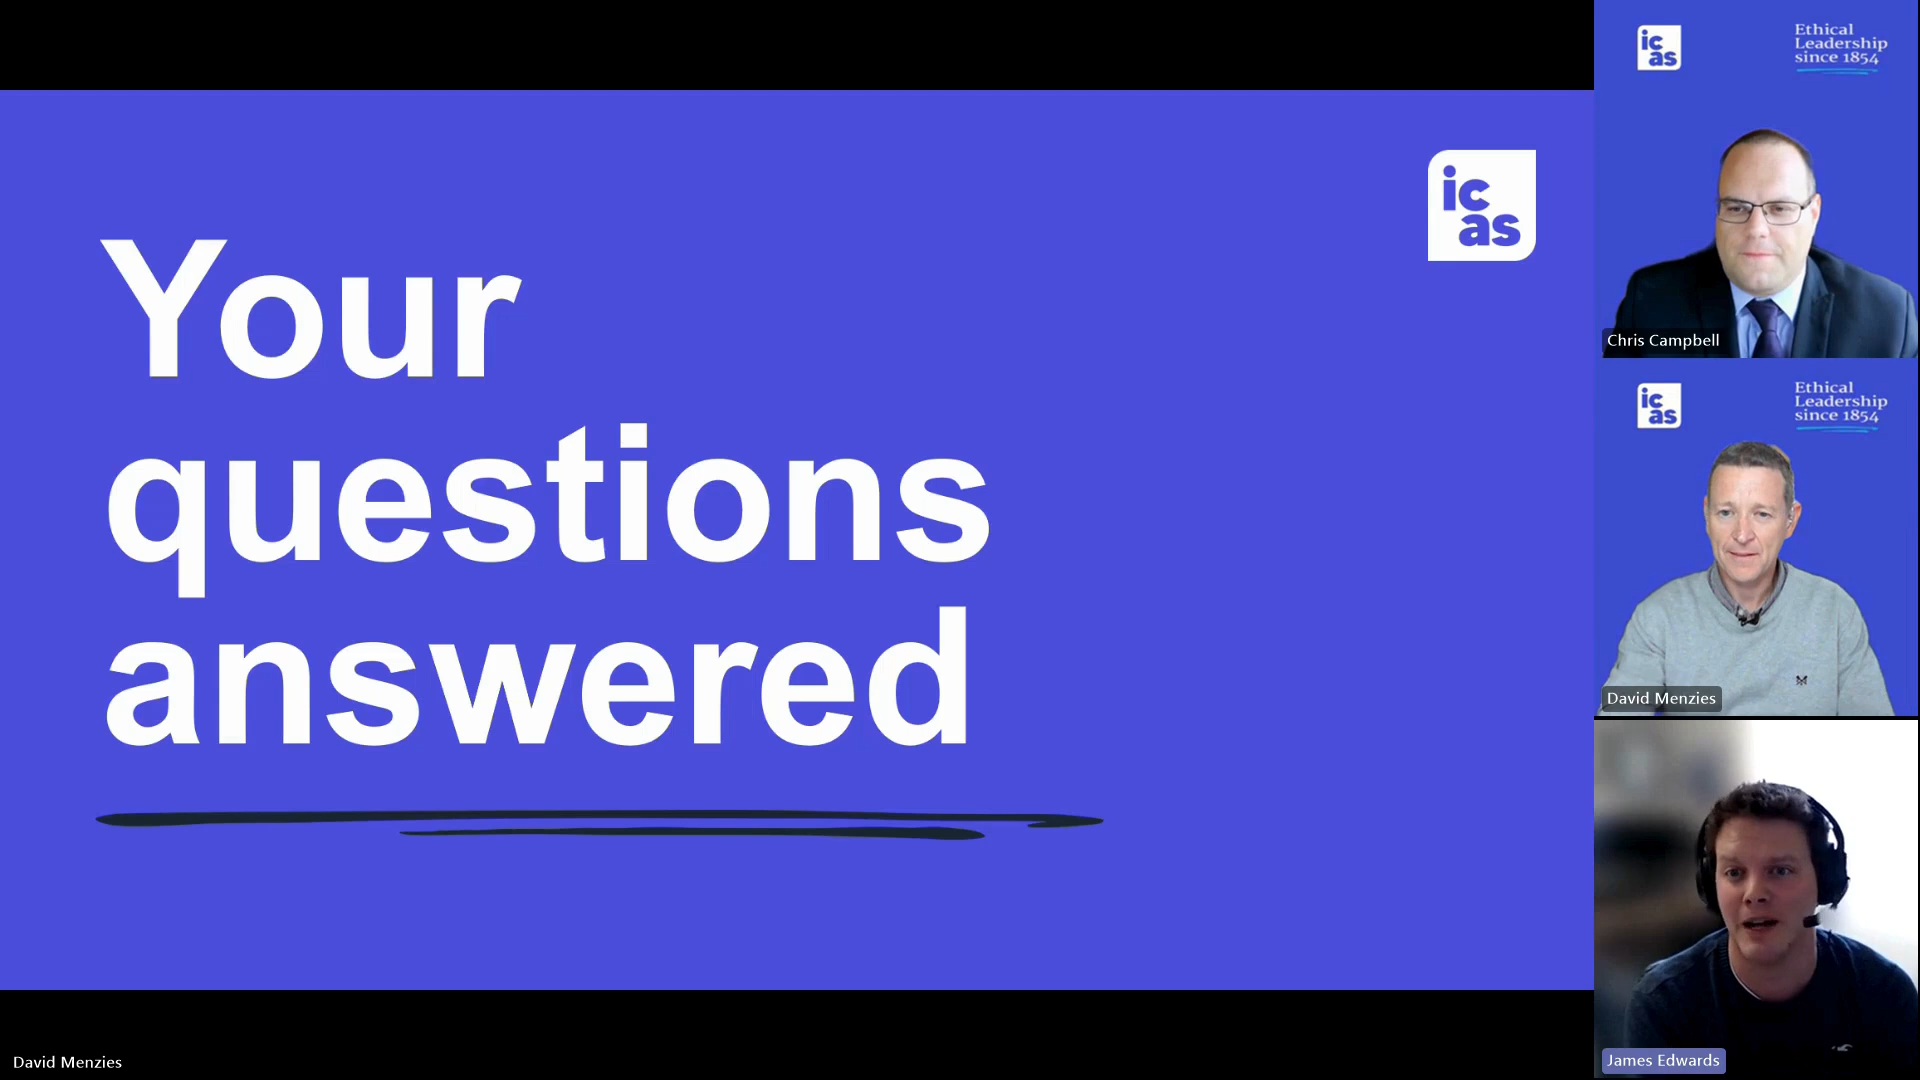 Your
questions
answered
ic
as
David Menzies
ic
as
Ethical
Leadership
since 1854
Chris Campbell
ic
as
Ethical
Leadership
since 1854
David Menzies
James Edwards